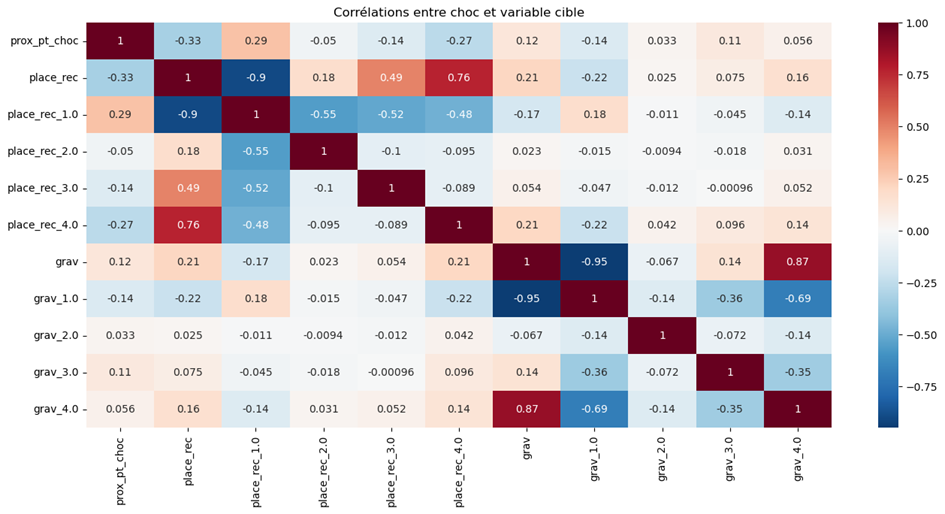 Corrélations entre choc et variable cible
prox_pt_choc 1 -0.33 0.29 -0.05 -0.14 -0.27 0.12 -0.14 0.033 0.11 0.056
place_rec -0.33 1 -0.9 0.18 0.49 0.76 0.21 -0.22 0.025 0.075 0.16
place_rec_1.0 0.29 -0.9 1 -0.55 -0.52 -0.48 -0.17 0.18 -0.011 -0.045 -0.14
place_rec_2.0 -0.05 0.18 -0.55 1 -0.1 -0.095 0.023 -0.015 -0.0094 -0.018 0.031
place_rec_3.0 -0.14 0.49 -0.52 -0.1 1 -0.089 0.054 -0.047 -0.012 -0.00096 0.052
place_rec_4.0 -0.27 0.76 -0.48 -0.095 -0.089 1 0.21 -0.22 0.042 0.096 0.14
grav 0.12 0.21 -0.17 0.023 0.054 0.21 1 -0.95 -0.067 0.14 0.87
grav_1.0 -0.14 -0.22 0.18 -0.015 -0.047 -0.22 -0.95 1 -0.14 -0.36 -0.69
grav_2.0 0.033 0.025 -0.011 -0.0094 -0.012 0.042 -0.067 -0.14 1 -0.072 -0.14
grav_3.0 0.11 0.075 -0.045 -0.018 -0.00096 0.096 0.14 -0.36 -0.072 1 -0.35
grav_4.0 0.056 0.16 -0.14 0.031 0.052 0.14 0.87 -0.69 -0.14 -0.35 1
prox_pt_choc
place_rec
place_rec_1.0
place_rec_2.0
place_rec_3.0
place_rec_4.0
grav
grav_1.0
grav_2.0
grav_3.0
grav_4.0
1.00
0.75
0.50
0.25
0.00
-0.25
-0.50
-0.75